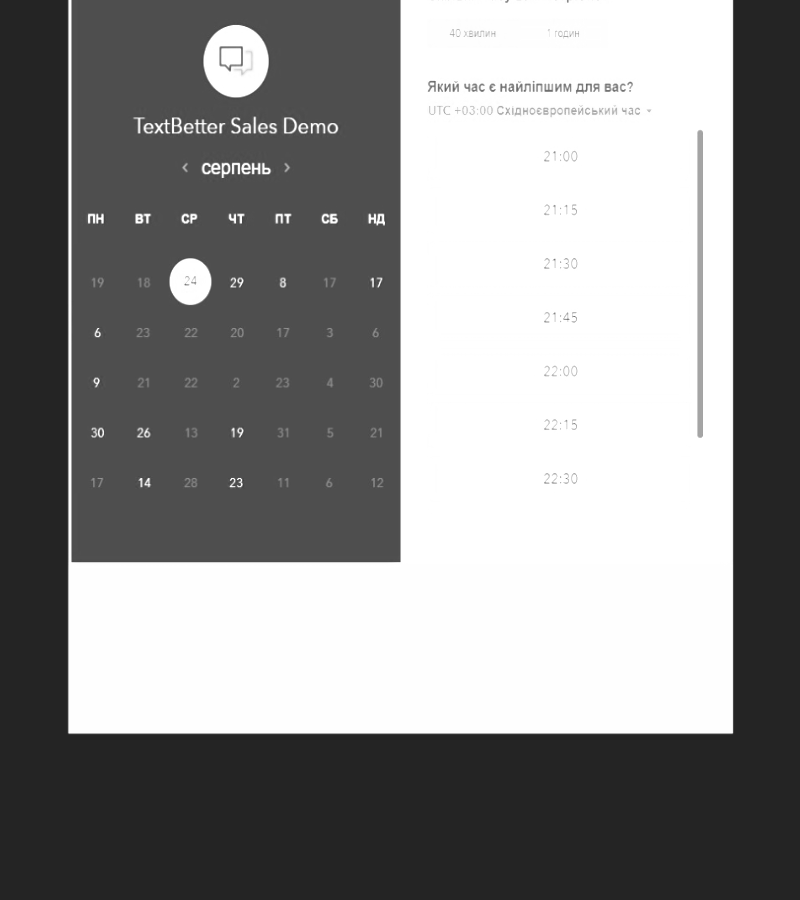 TextBetter Sales Demo
серпень
ПН ВТ СР ЧТ ПТ СБ НД
19 18 24 29 8 17 17
6 23 22 20 17 3 6
9 21 22 2 23 4 30
30 26 13 19 31 5 21
17 14 28 23 11 6 12
40 хвилин 1 годин
Який час є найліпшим для вас?
UTC +03:00 Східноєвропейський час
21:00
21:15
21:30
21:45
22:00
22:15
22:30